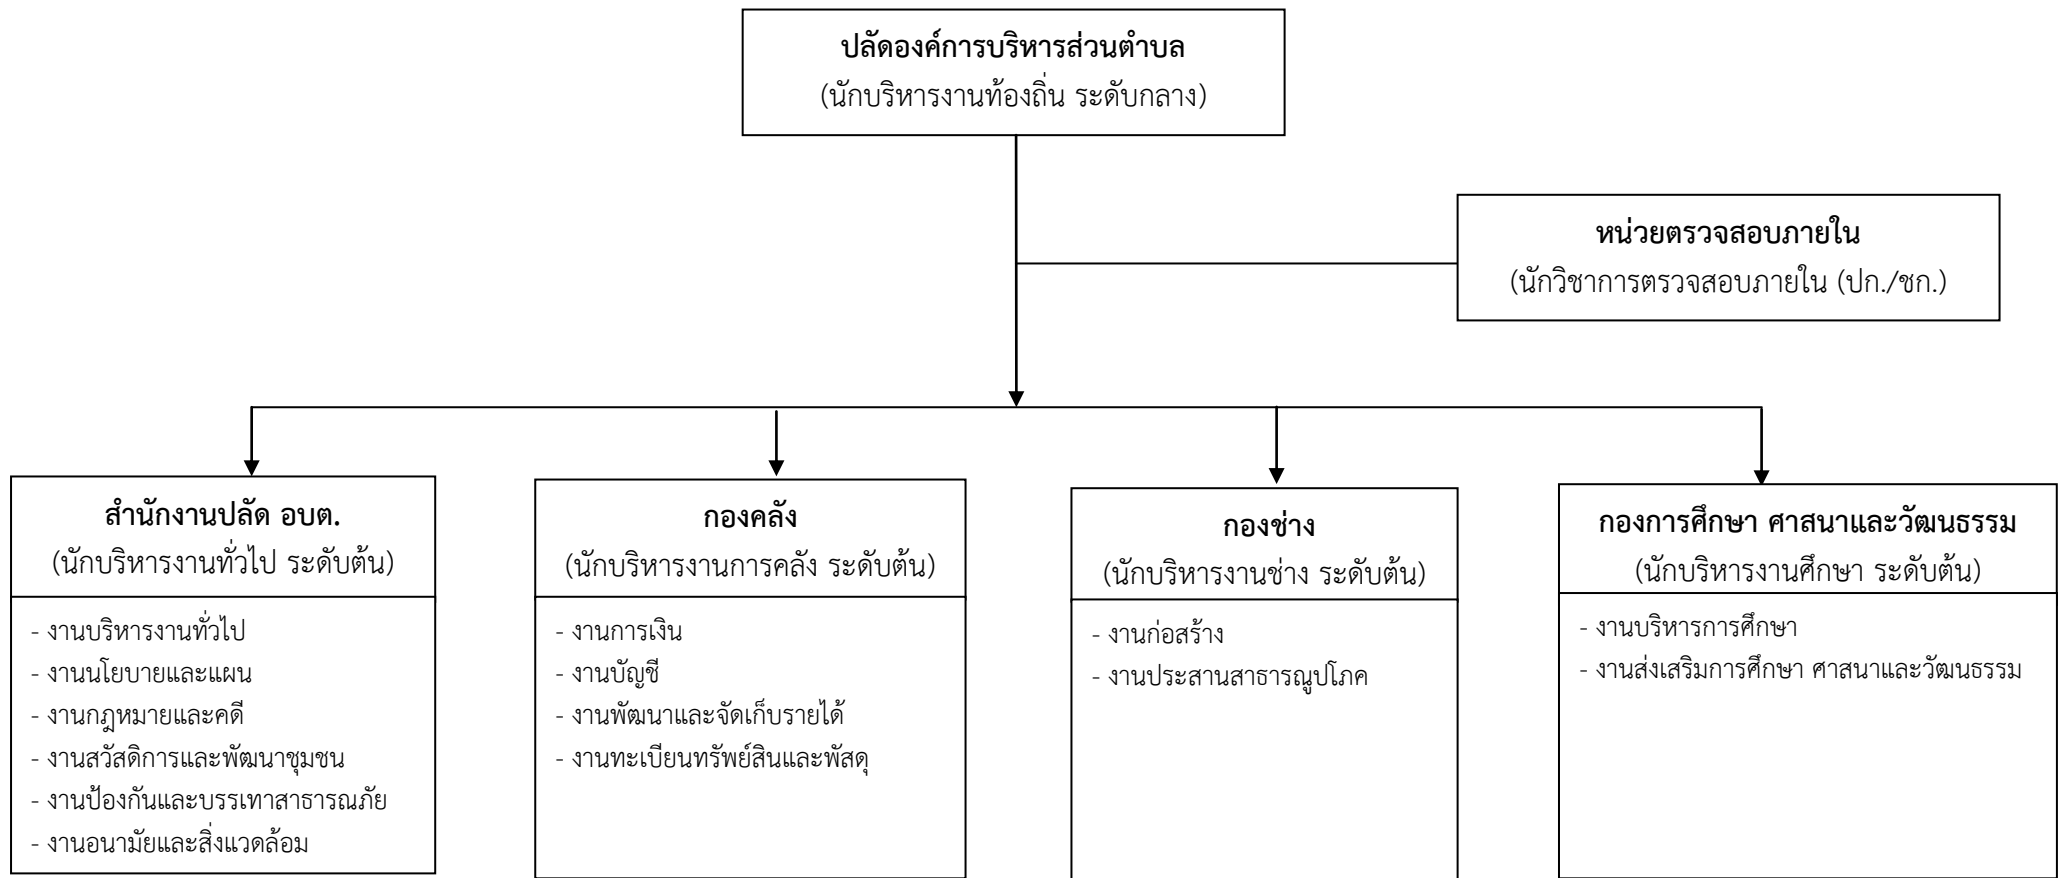 ปลัดองค์การบริหารส่วนตำบล
(นักบริหารงานท้องถิ่น ระดับกลาง)
หน่วยตรวจสอบภายใน
(นักวิชาการตรวจสอบภายใน (ปก./ชก.)
สำนักงานปลัด อบต.
(นักบริหารงานทั่วไป ระดับต้น)
- งานบริหารงานทั่วไป
- งานนโยบายและแผน
- งานกฎหมายและคดี
- งานสวัสดิการและพัฒนาชุมชน
- งานป้องกันและบรรเทาสาธารณภัย
- งานอนามัยและสิ่งแวดล้อม
กองคลัง
(นักบริหารงานการคลัง ระดับต้น)
- งานการเงิน
- งานบัญชี
- งานพัฒนาและจัดเก็บรายได้
- งานทะเบียนทรัพย์สินและพัสดุ
กองช่าง
(นักบริหารงานช่าง ระดับต้น)
- งานก่อสร้าง
- งานประสานสาธารณูปโภค
กองการศึกษา ศาสนาและวัฒนธรรม
(นักบริหารงานศึกษา ระดับต้น)
- งานบริหารการศึกษา
- งานส่งเสริมการศึกษา ศาสนาและวัฒนธรรม